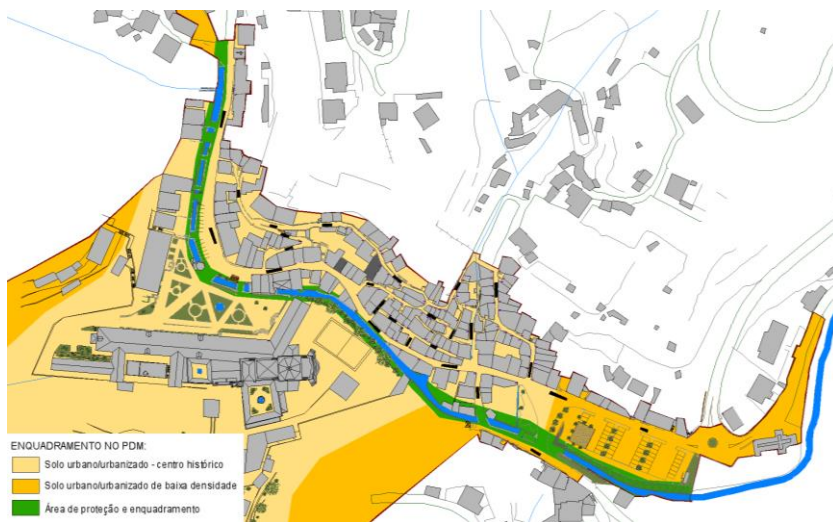 ENQUADRAMENTO NO PDM:
Solo urbano/urbanizado - centro histórico
Solo urbano/urbanizado de baixa densidade
Área de proteção e enquadramento